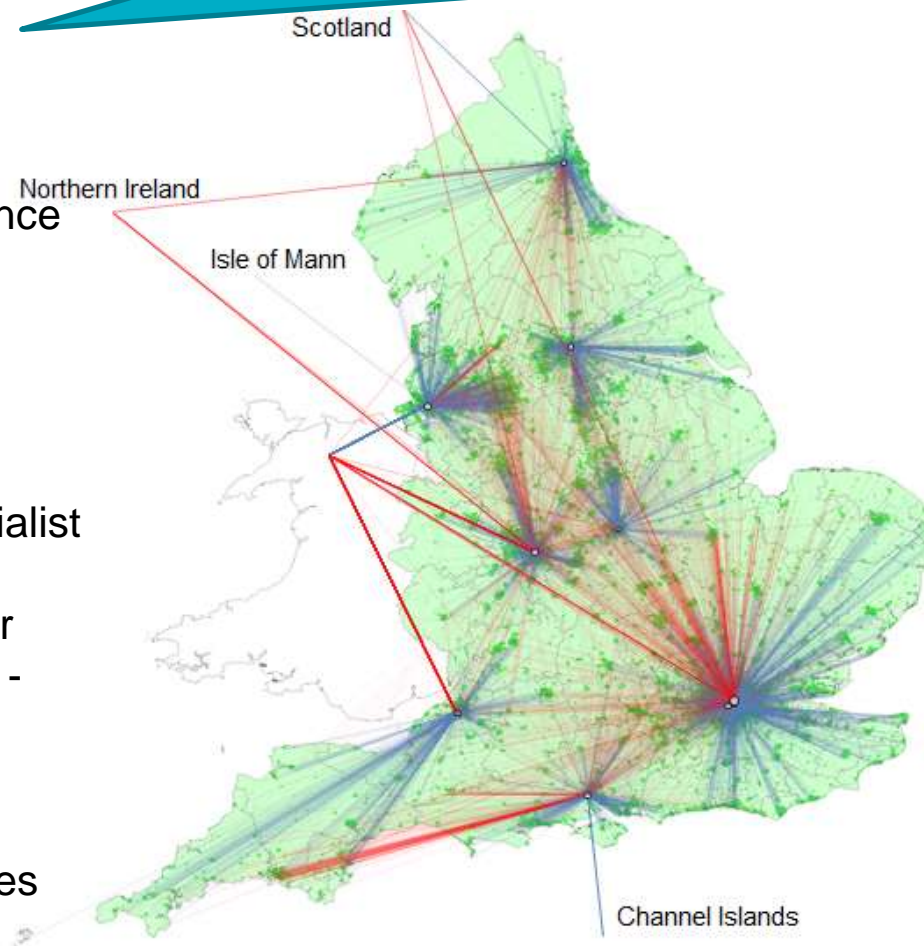 Scotland
Northern Ireland
nce
Isle of Mann
ialist
r
-
es
Channel Islands